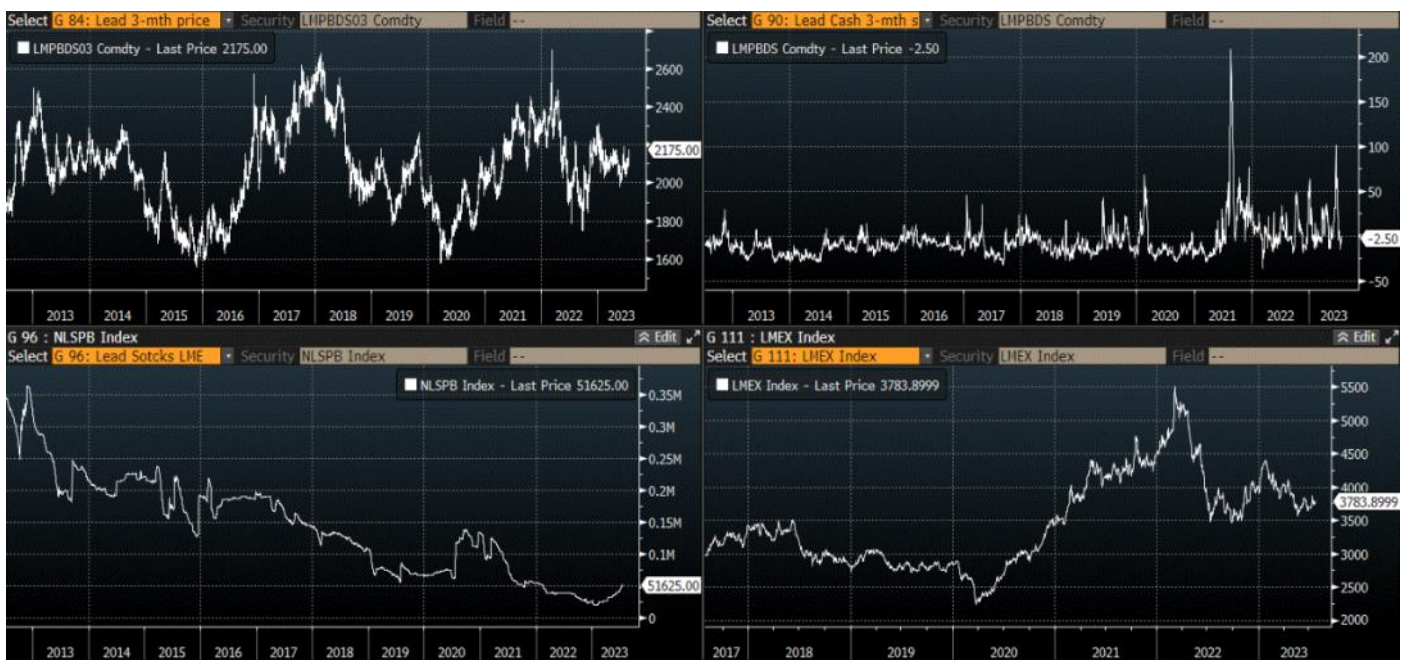 Select G 84: Lead 3-mth price Security LMPBDS03 Comdty Field --
LMPBDS03 Comdty - Last Price 2175.00
2600
2400
2175.00
2000
1800
1600
2013 2014 2015 2016 2017 2018 2019 2020 2021 2022 2023
Select G 90: Lead Cash 3-mth s Security LMPBDS Comdty Field --
LMPBDS Comdty - Last Price -2.50
200
150
100
50
-2.50
-50
2013 2014 2015 2016 2017 2018 2019 2020 2021 2022 2023
G 96 : NLSPB Index Edit
Select G 96: Lead Sotcks LME Security NLSPB Index Field --
NLSPB Index - Last Price 51625.00
0.35M
0.3M
0.25M
0.2M
0.15M
0.1M
51625.00
0
2013 2014 2015 2016 2017 2018 2019 2020 2021 2022 2023
G 111 : LMEX Index Edit
Select G 111: LMEX Index Security LMEX Index Field --
LMEX Index - Last Price 3783.8999
5500
5000
4500
4000
3783.8999
3500
3000
2500
2000
2017 2018 2019 2020 2021 2022 2023